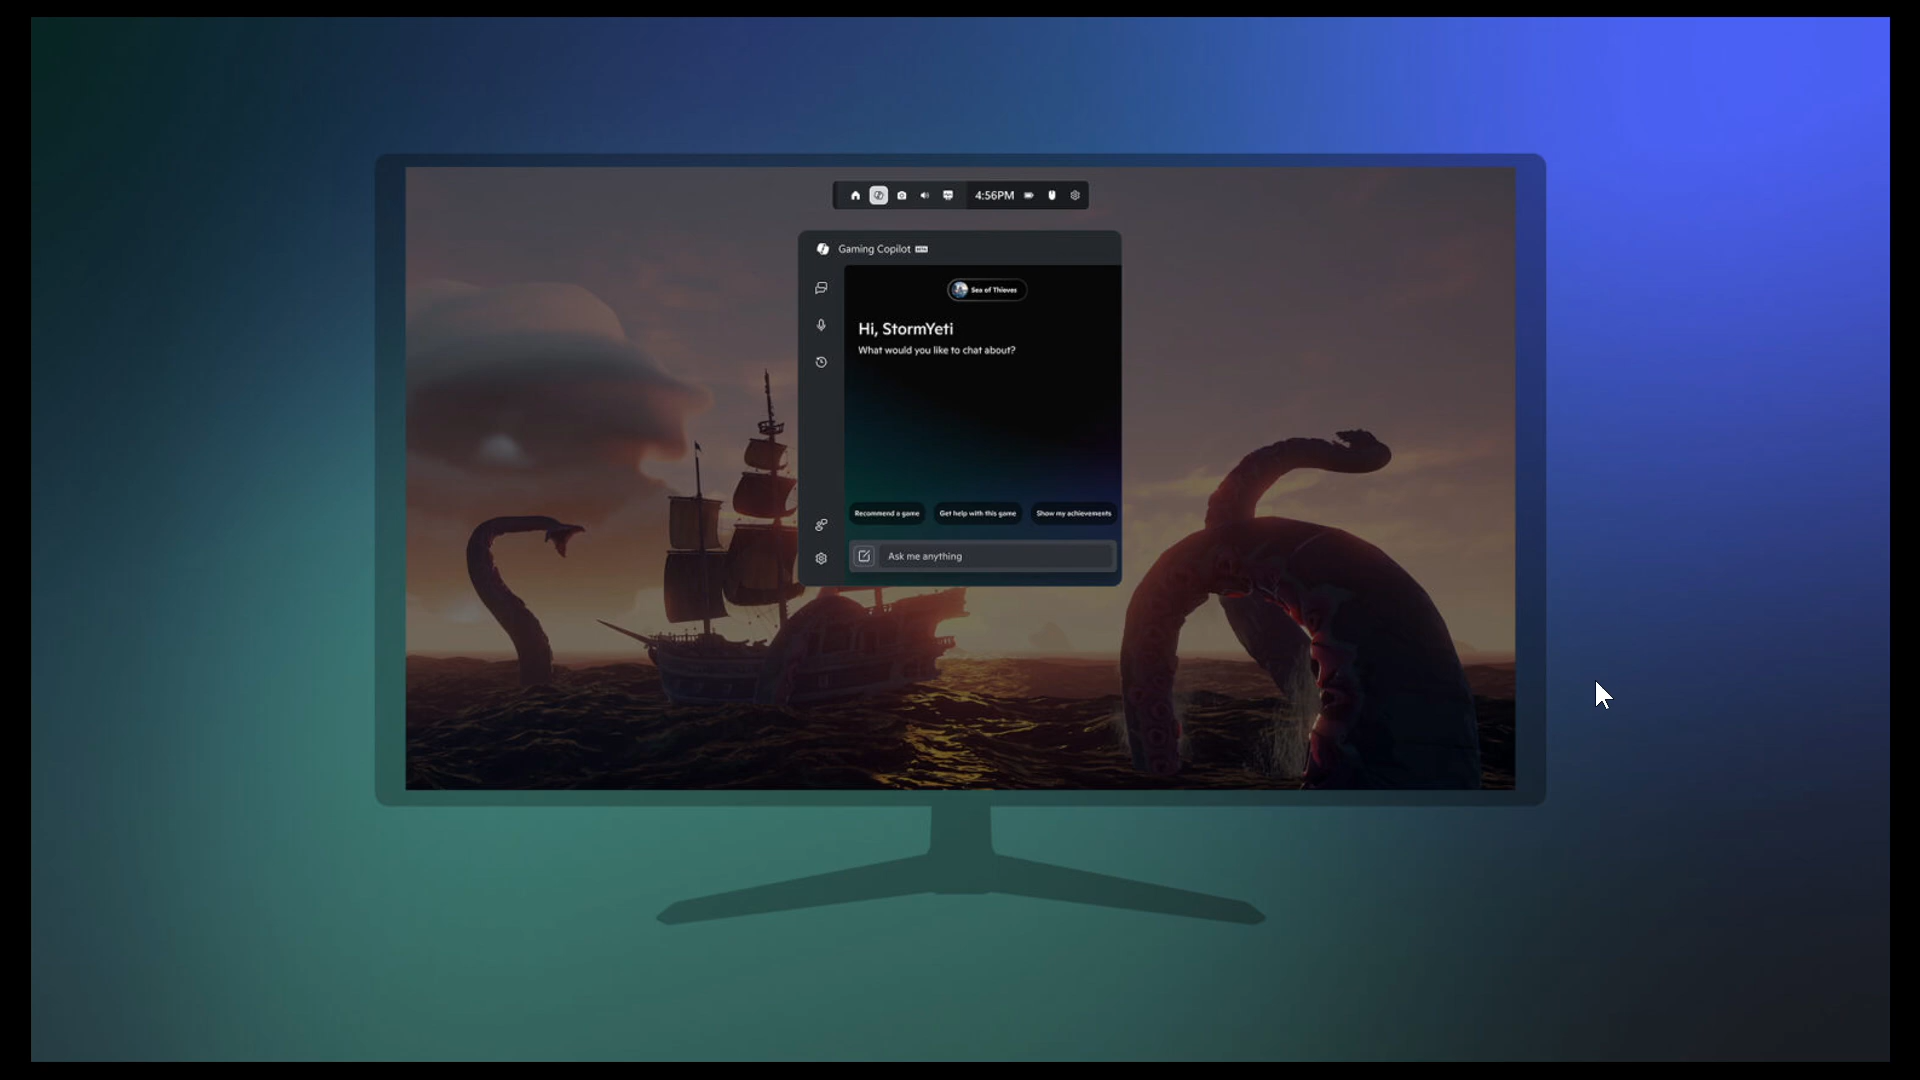 4:56PM
Gaming Copilot BETA
Sea of Thieves
Hi, StormYeti
What would you like to chat about?
Recommend a game
Get help with this game
Show my achievements
Ask me anything